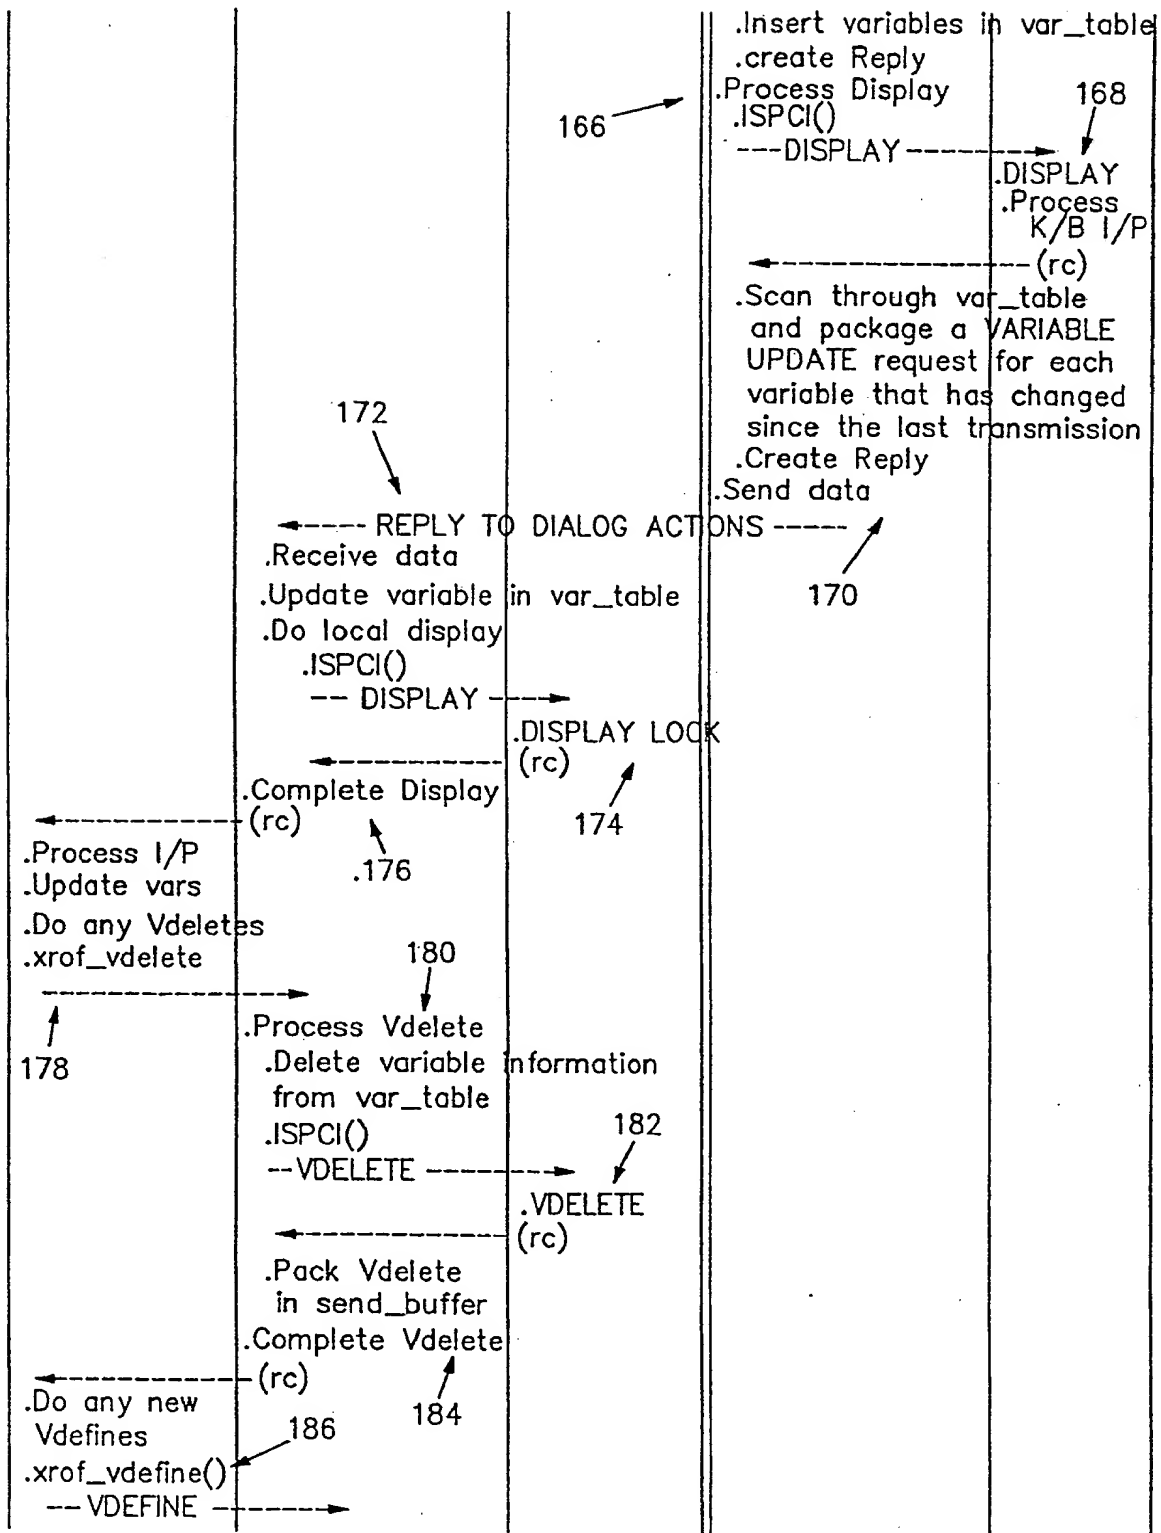 .Insert variables in var_table
.create Reply
.Process Display
168
166
.ISPCI()
---DISPLAY------
.DISPLAY
.Process
K/B I/P
(rc)
.Scan through var_table
and package a VARIABLE
UPDATE request for each
variable that has changed
since the last transmission
172
.Create Reply
.Send data
---- REPLY TO DIALOG ACTIONS -----
.Receive data
170
.Update variable in var_table
.Do local display
.ISPCI()
-- DISPLAY ----
.DISPLAY LOCK
(rc)
174
.Complete Display
(rc)
.176
.Process I/P
.Update vars
.Do any Vdeletes
.xrof_vdelete
180
178
.Process Vdelete
.Delete variable information
from var_table
.ISPCI()
182
--VDELETE ------
.VDELETE
(rc)
.Pack Vdelete
in send_buffer
.Complete Vdelete
(rc)
184
.Do any new
Vdefines
186
.xrof_vdefine()
-- VDEFINE ------